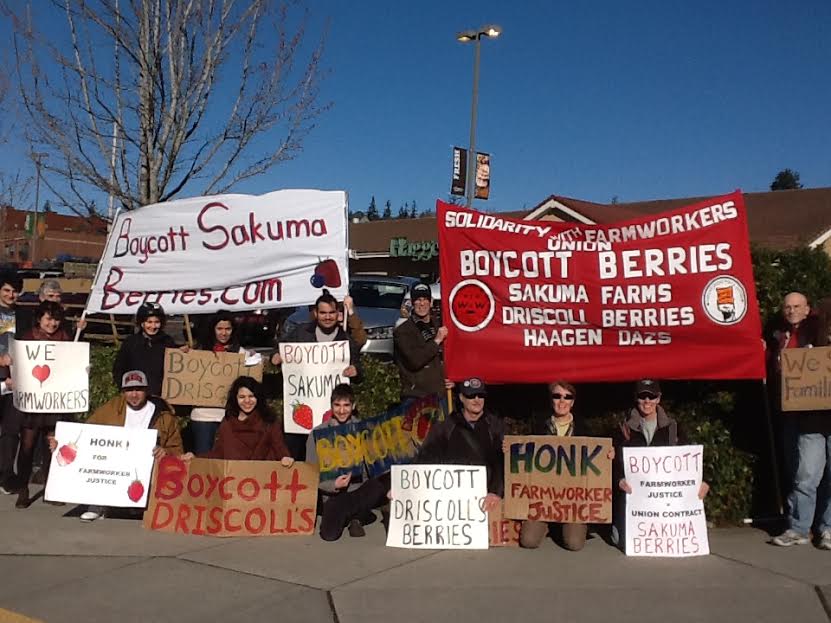 FRESH
Boycott Sakuma
Berries.com
Hagge
SOLIDARITY WITH FARMWORKERS
UNION
BOYCOTT BERRIES
SAKUMA FARMS
DRISCOLL BERRIES
HAAGEN DAZS
WE
FARMWORKERS
BOYCOTT
BOYCOTT
SAKUMA
We
Famil
HONK!
FOR
FARMWORKER
JUSTICE
BOYCOTT
DRISCOLL'S
BOYCOTT
BOYCOTT
DRISCOLL'S
BERRIES
HONK
FARMWORKER
JUSTICE
BOYCOTT
FARMWORKER
JUSTICE
UNION CONTRACT
SAKUMA
BERRIES